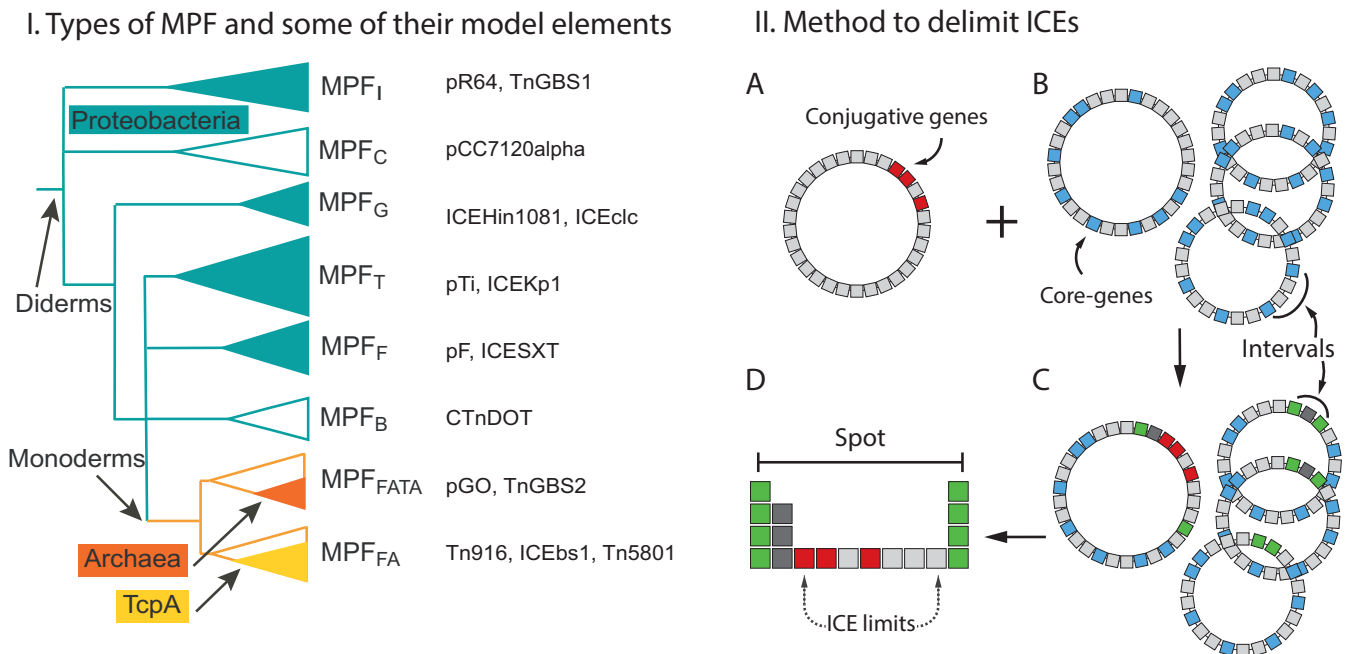 I. Types of MPF and some of their model elements
Proteobacteria
MPFI pR64, TnGBS1
MPFC pCC7120alpha
MPFG ICEHin1081, ICEclc
Diderms
MPFT pTi, ICEKp1
MPFF pF, ICESXT
MPFB CTnDOT
Monoderms
MPFFATA pGO, TnGBS2
Archaea
MPFFA Tn916, ICEbs1, Tn5801
TcpA
II. Method to delimit ICEs
A
Conjugative genes
+
B
Core-genes
Intervals
C
D
Spot
ICE limits